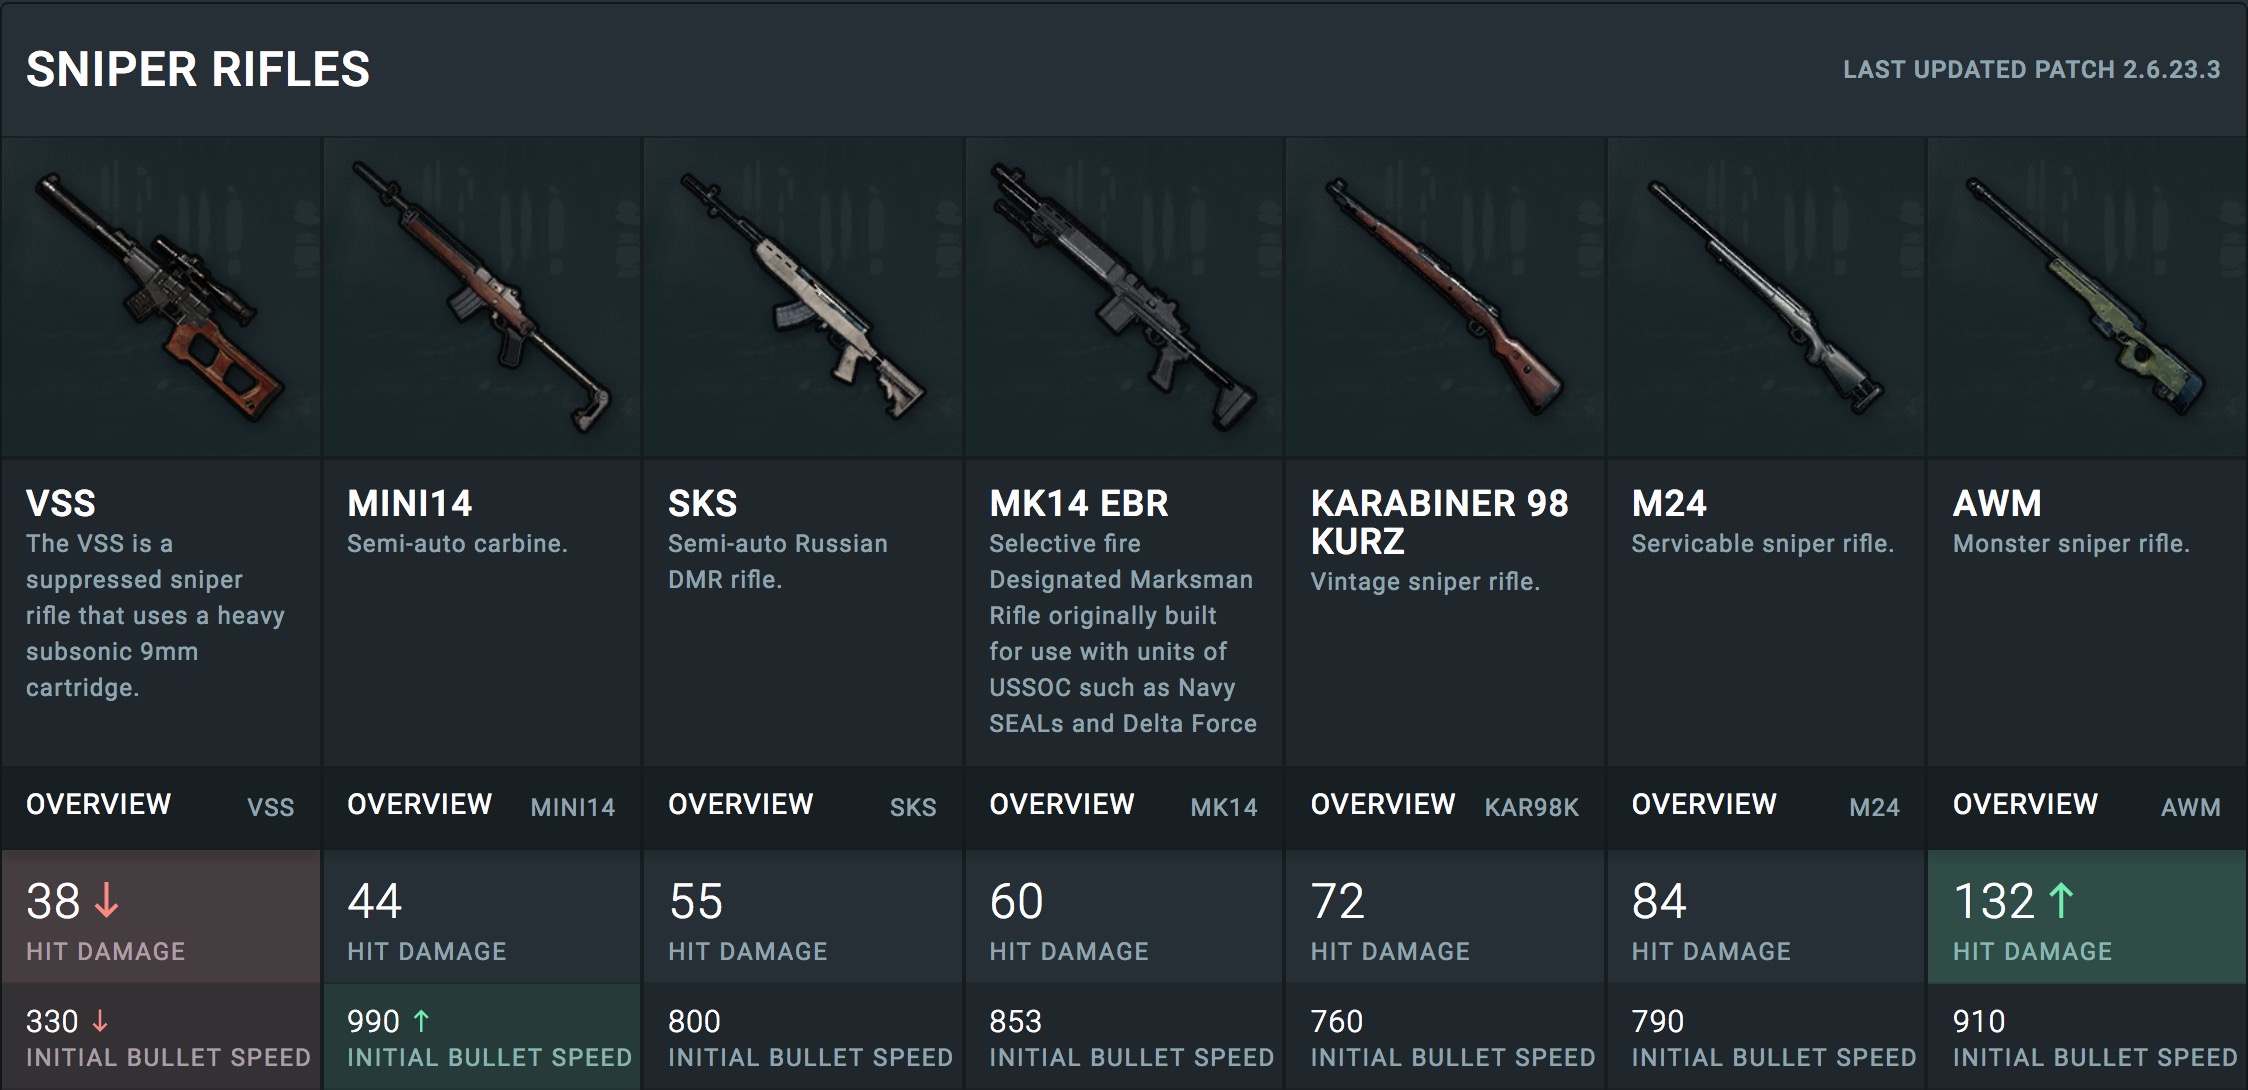 SNIPER RIFLES
LAST UPDATED PATCH 2.6.23.3
VSS
The VSS is a
suppressed sniper
rifle that uses a heavy
subsonic 9mm
cartridge.
MINI14
Semi-auto carbine.
SKS
Semi-auto Russian
DMR rifle.
MK14 EBR
Selective fire
Designated Marksman
Rifle originally built
for use with units of
USSOC such as Navy
SEALs and Delta Force
KARABINER 98
KURZ
Vintage sniper rifle.
M24
Servicable sniper rifle.
AWM
Monster sniper rifle.
OVERVIEW VSS
OVERVIEW MINI14
OVERVIEW SKS
OVERVIEW MK14
OVERVIEW KAR98K
OVERVIEW M24
OVERVIEW AWM
38 ↓
HIT DAMAGE
44
HIT DAMAGE
55
HIT DAMAGE
60
HIT DAMAGE
72
HIT DAMAGE
84
HIT DAMAGE
132 ↑
HIT DAMAGE
330 ↓
INITIAL BULLET SPEED
990 ↑
INITIAL BULLET SPEED
800
INITIAL BULLET SPEED
853
INITIAL BULLET SPEED
760
INITIAL BULLET SPEED
790
INITIAL BULLET SPEED
910
INITIAL BULLET SPEED